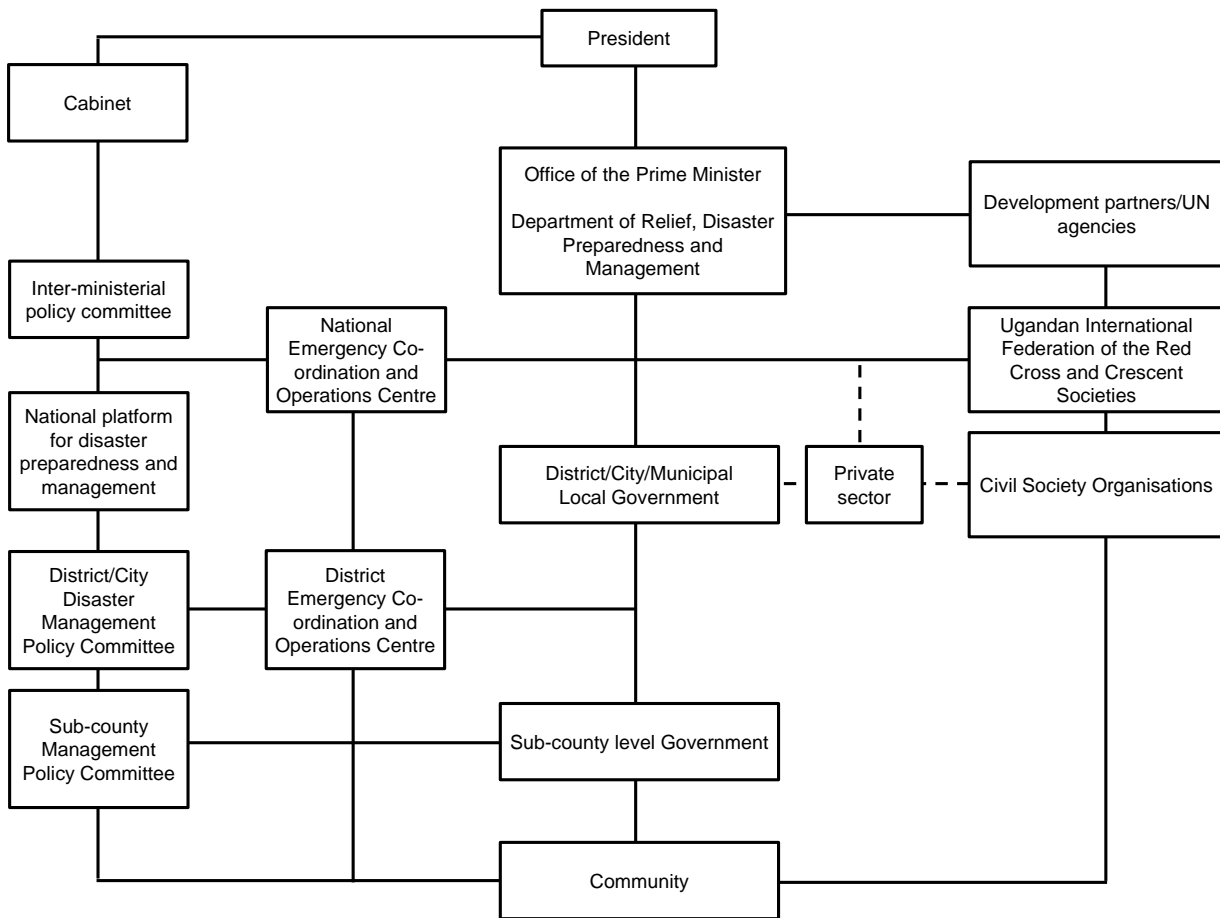 President
Cabinet
Office of the Prime Minister
Department of Relief, Disaster
Preparedness and
Management
Development partners/UN
agencies
Inter-ministerial
policy committee
National
Emergency Co-
ordination and
Operations Centre
Ugandan International
Federation of the Red
Cross and Crescent
Societies
National platform
for disaster
preparedness and
management
District/City/Municipal
Local Government
Private
sector
Civil Society Organisations
District/City
Disaster
Management
Policy Committee
District
Emergency Co-
ordination and
Operations Centre
Sub-county
Management
Policy Committee
Sub-county level Government
Community